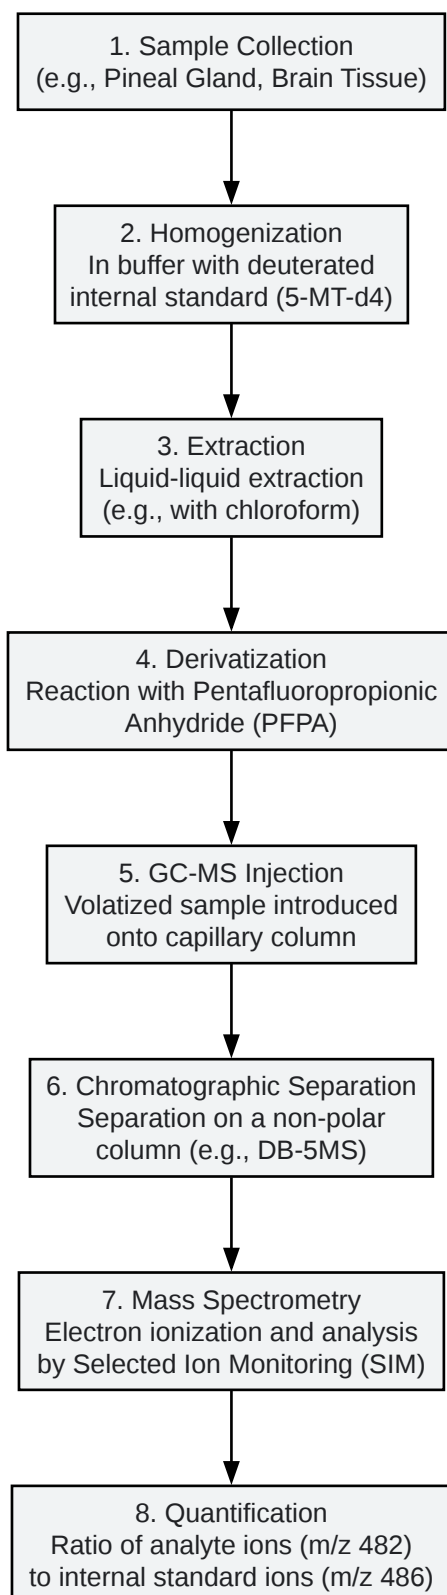 1. Sample Collection
(e.g., Pineal Gland, Brain Tissue)
2. Homogenization
In buffer with deuterated
internal standard (5-MT-d4)
3. Extraction
Liquid-liquid extraction
(e.g., with chloroform)
4. Derivatization
Reaction with Pentafluoropropionic
Anhydride (PFPA)
5. GC-MS Injection
Volatized sample introduced
onto capillary column
6. Chromatographic Separation
Separation on a non-polar
column (e.g., DB-5MS)
7. Mass Spectrometry
Electron ionization and analysis
by Selected Ion Monitoring (SIM)
8. Quantification
Ratio of analyte ions (m/z 482)
to internal standard ions (m/z 486)